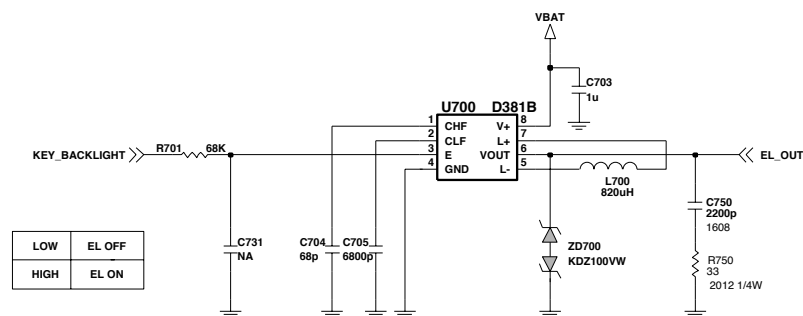 VBAT
C703
1u
U700 D381B
1 CHF V+ 8
2 CLF L+ 7
3 E VOUT 6
4 GND L- 5
KEY_BACKLIGHT
R701 68K
EL_OUT
L700
820uH
C750
2200p
1608
C731
NA
C704
68p
C705
6800p
ZD700
KDZ100VW
R750
33
2012 1/4W
LOW EL OFF
HIGH EL ON